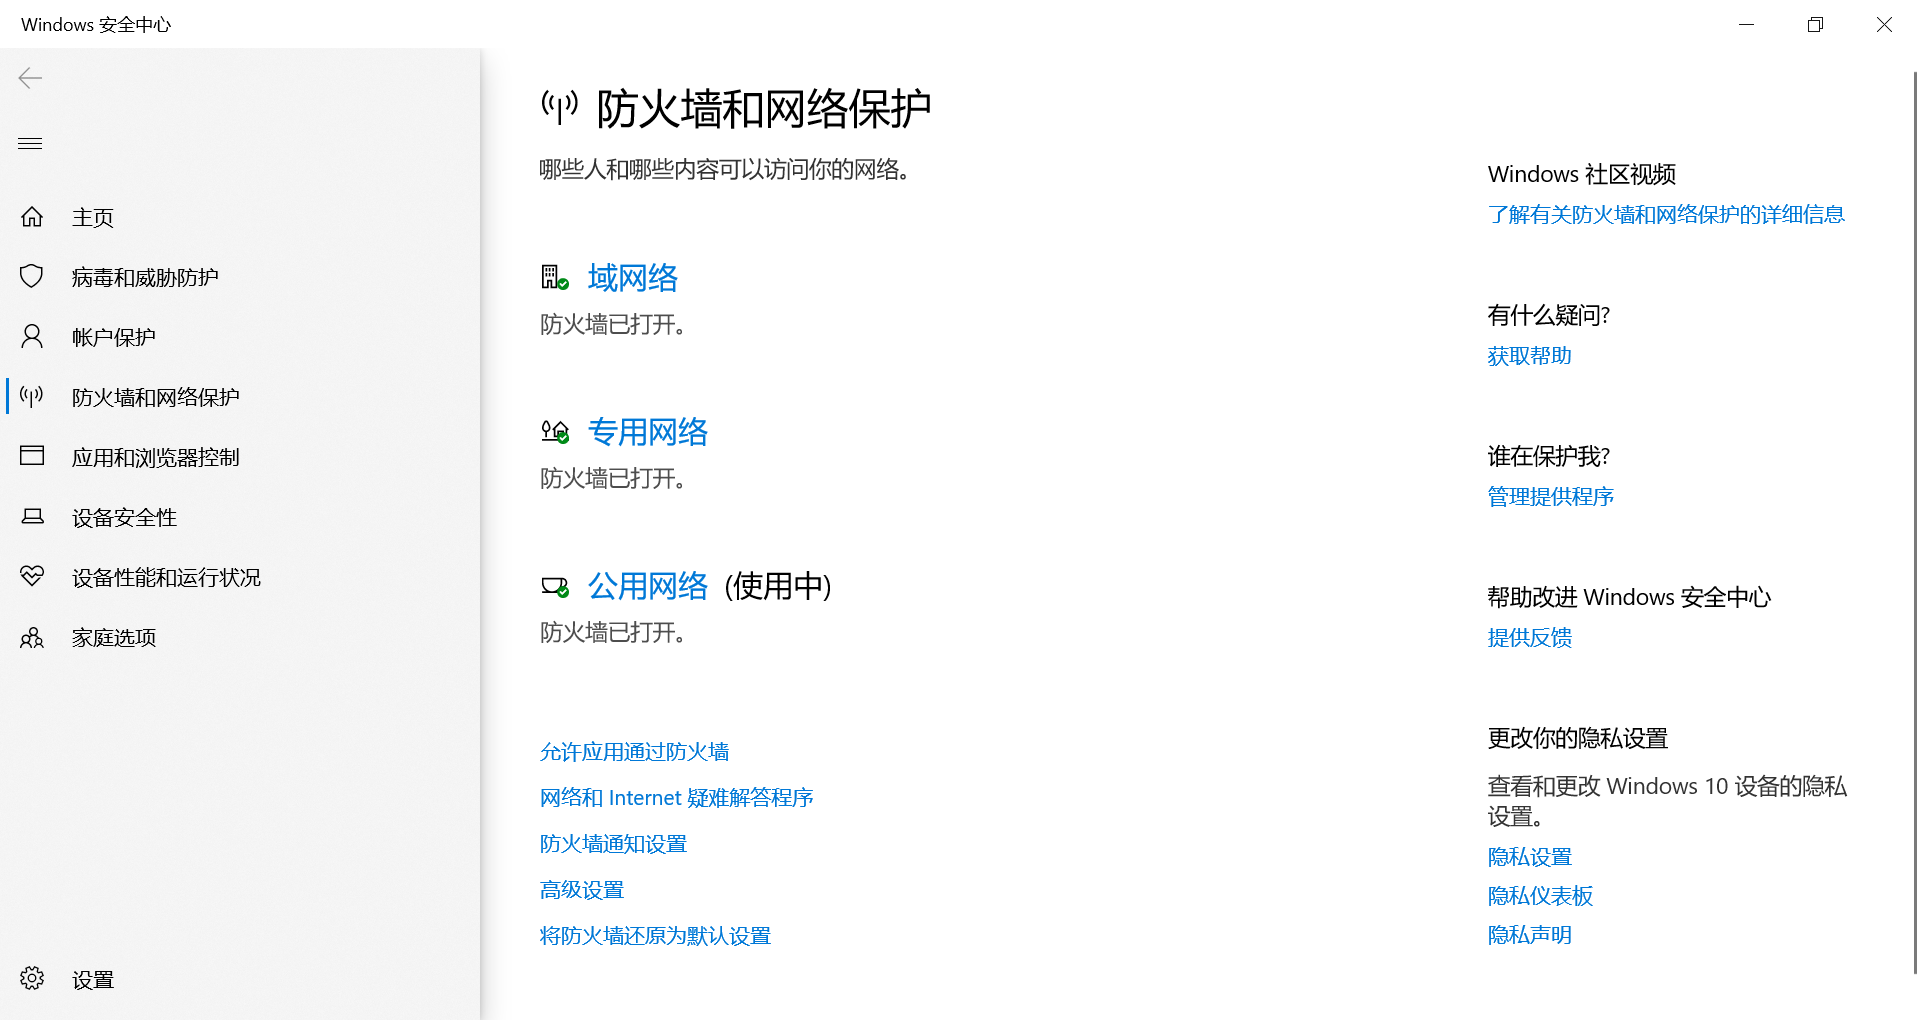 Windows 安全中心
主页
病毒和威胁防护
帐户保护
防火墙和网络保护
应用和浏览器控制
设备安全性
设备性能和运行状况
家庭选项
设置
防火墙和网络保护
哪些人和哪些内容可以访问你的网络。
域网络
防火墙已打开。
专用网络
防火墙已打开。
公用网络 (使用中)
防火墙已打开。
允许应用通过防火墙
网络和 Internet 疑难解答程序
防火墙通知设置
高级设置
将防火墙还原为默认设置
Windows 社区视频
了解有关防火墙和网络保护的详细信息
有什么疑问?
获取帮助
谁在保护我?
管理提供程序
帮助改进 Windows 安全中心
提供反馈
更改你的隐私设置
查看和更改 Windows 10 设备的隐私
设置。
隐私设置
隐私仪表板
隐私声明